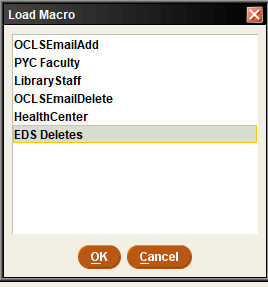 Load Macro
OCLSEmailAdd
PYC Faculty
LibraryStaff
OCLSEmailDelete
HealthCenter
EDS Deletes
OK Cancel